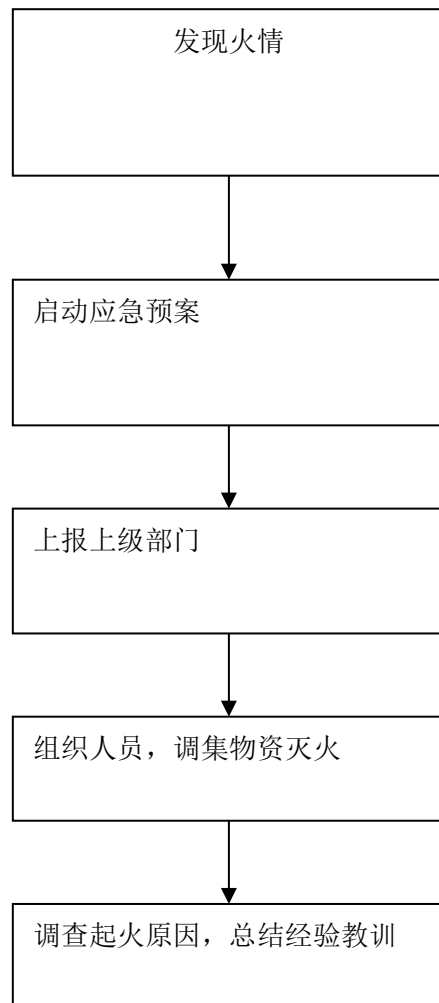 发现火情
启动应急预案
上报上级部门
组织人员，调集物资灭火
调查起火原因，总结经验教训